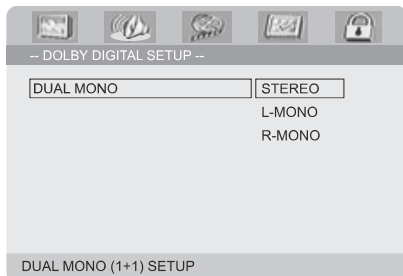 -- DOLBY DIGITAL SETUP --
DUAL MONO STEREO
L-MONO
R-MONO
DUAL MONO (1+1) SETUP